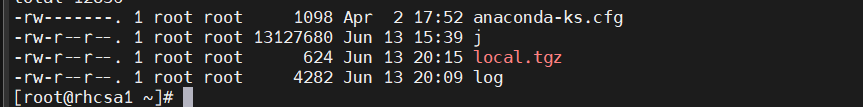 -rw-------. 1 root root     1098 Apr  2 17:52 anaconda-ks.cfg
-rw-r--r--. 1 root root 13127680 Jun 13 15:39 j
-rw-r--r--. 1 root root      624 Jun 13 20:15 local.tgz
-rw-r--r--. 1 root root     4282 Jun 13 20:09 log
[root@rhcsa1 ~]#